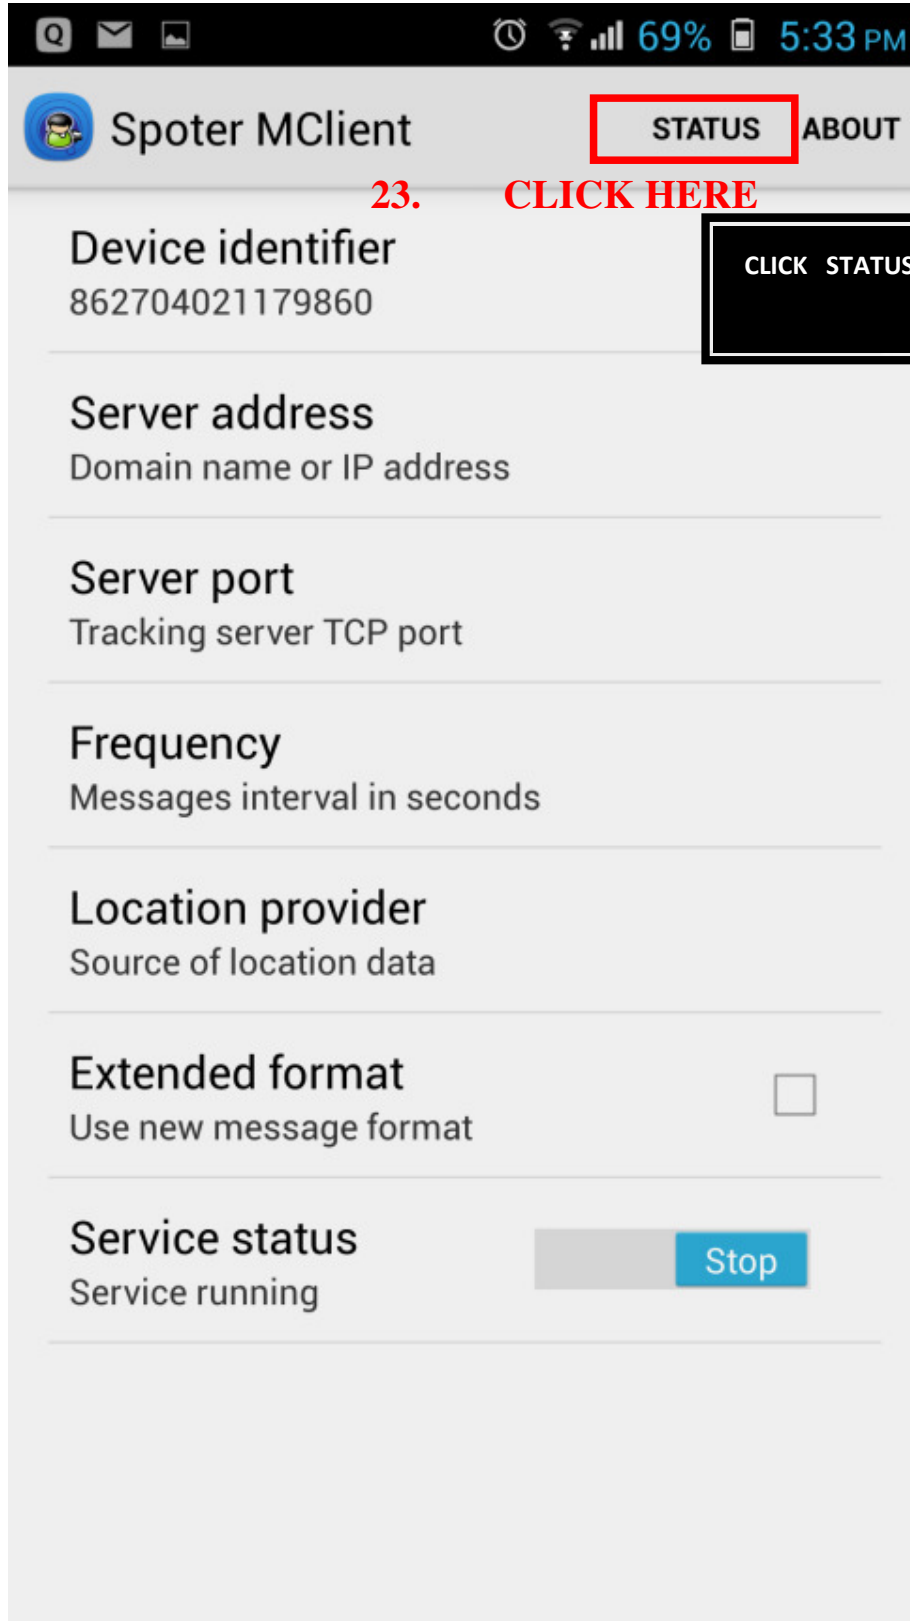 Q 69% 5:33 PM
Spoter MClient STATUS ABOUT
23. CLICK HERE
Device identifier
862704021179860
CLICK STATUS
Server address
Domain name or IP address
Server port
Tracking server TCP port
Frequency
Messages interval in seconds
Location provider
Source of location data
Extended format
Use new message format
Service status
Stop
Service running